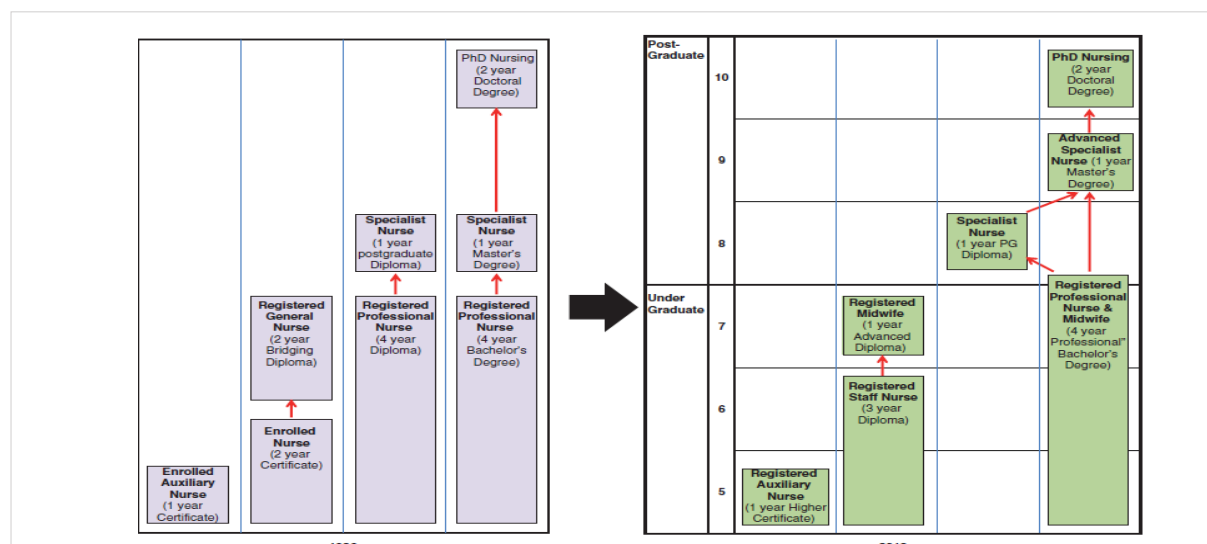 PhD Nursing
(2 year
Doctoral
Degree)
Specialist
Nurse
(1 year
postgraduate
Diploma)
Specialist
Nurse
(1 year
Master's
Degree)
Registered
General
Nurse
(2 year
Bridging
Diploma)
Registered
Professional
Nurse
(4 year
Diploma)
Registered
Professional
Nurse
(4 year
Bachelor's
Degree)
Enrolled
Nurse
(2 year
Certificate)
Enrolled
Auxiliary
Nurse
(1 year
Certificate)
Post-
Graduate
10
PhD Nursing
(2 year
Doctoral
Degree)
9
Advanced
Specialist
Nurse (1 year
Master's
Degree)
8
Specialist
Nurse
(1 year PG
Diploma)
Under
Graduate
7
Registered
Midwife
(1 year
Advanced
Diploma)
Registered
Professional
Nurse &
Midwife
(4 year
Professional"
Bachelor's
Degree)
6
Registered
Staff Nurse
(3 year
Diploma)
5
Registered
Auxiliary
Nurse
(1 year Higher
Certificate)